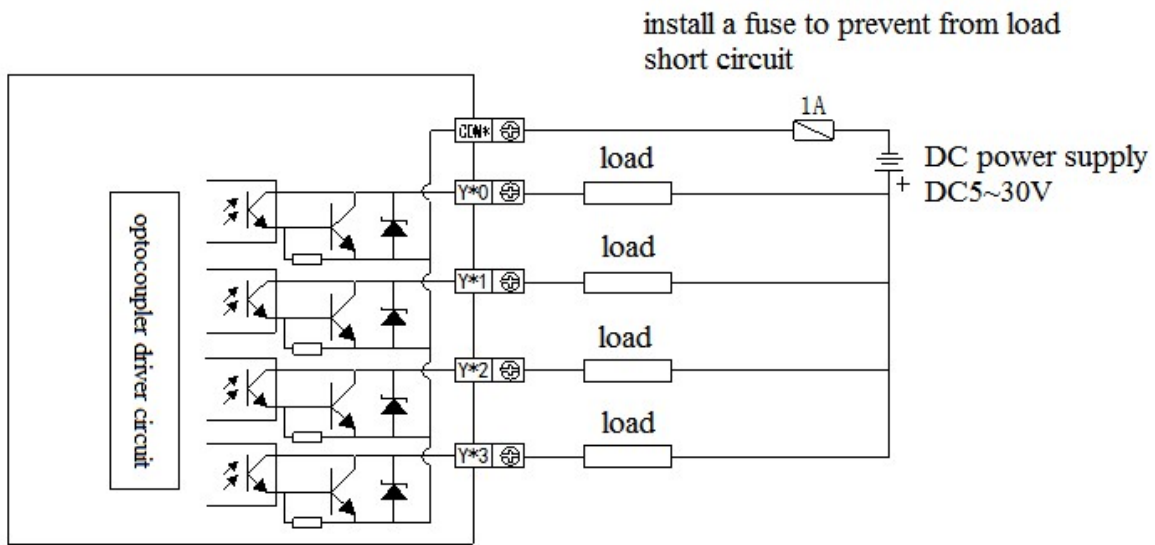 install a fuse to prevent from load
short circuit
1A
COM*
load
DC power supply
Y*0
+
DC5~30V
load
Y*1
optocoupler driver circuit
load
Y*2
load
Y*3